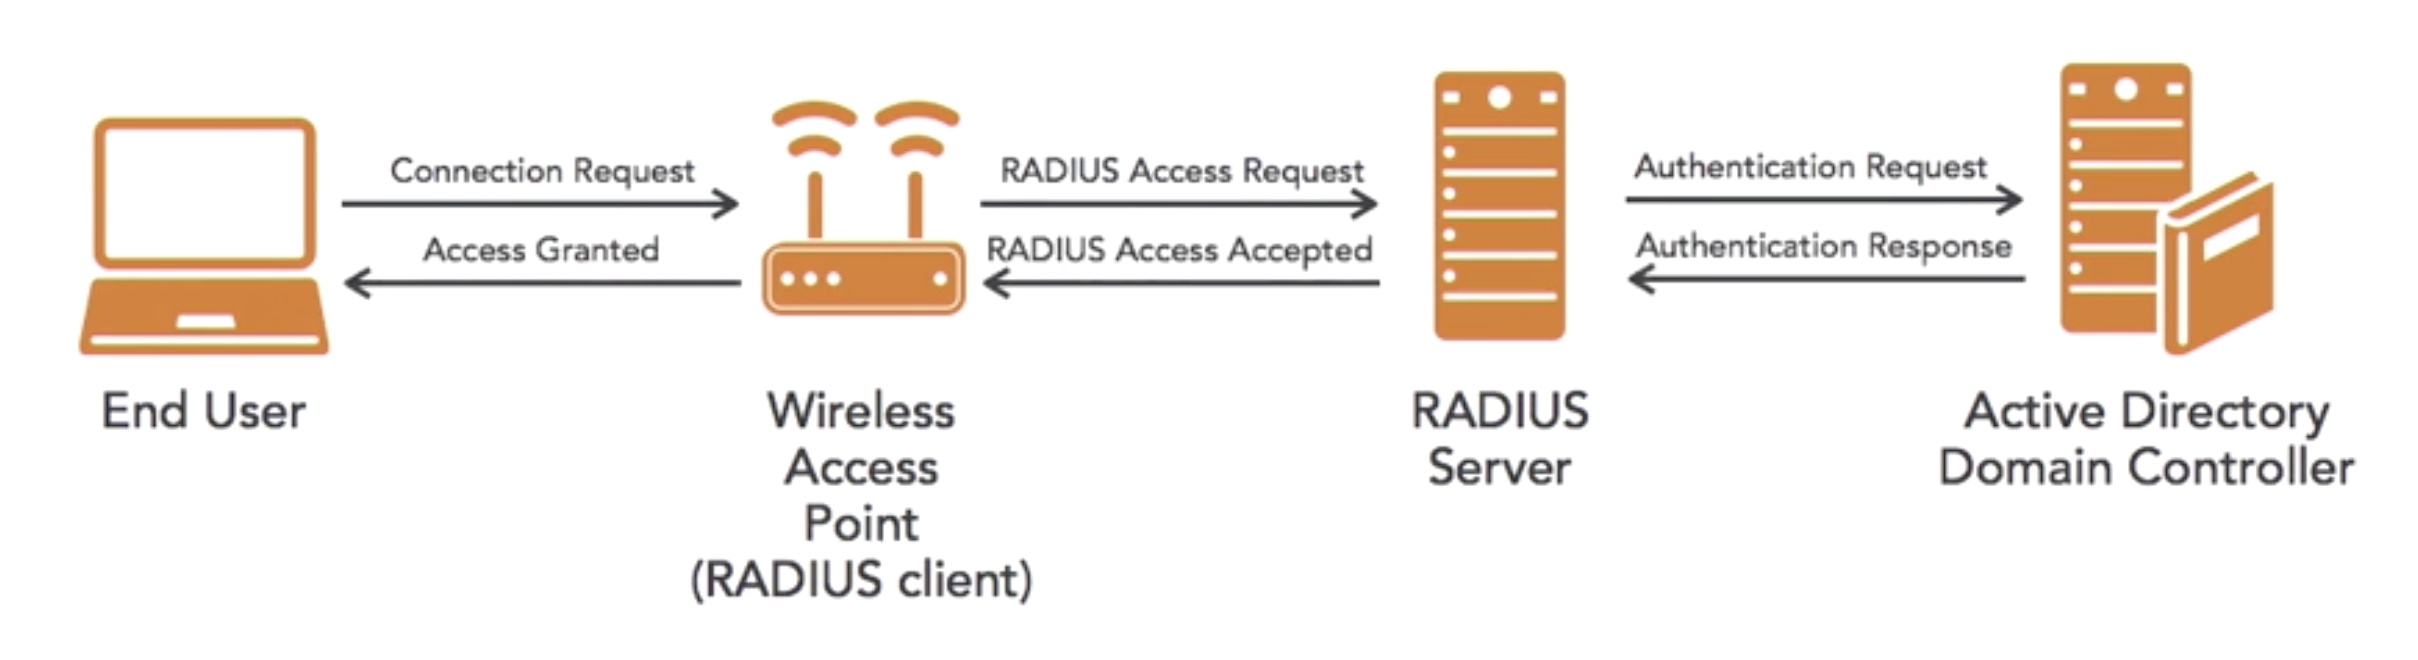 Connection Request
Access Granted
RADIUS Access Request
RADIUS Access Accepted
Authentication Request
Authentication Response
End User
Wireless
Access
Point
(RADIUS client)
RADIUS
Server
Active Directory
Domain Controller